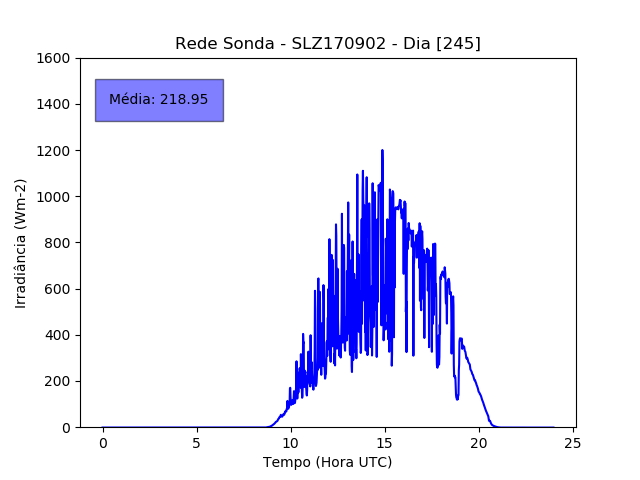 Rede Sonda - SLZ170902 - Dia [245]
1600
1400
1200
1000
800
600
400
200
0
Média: 218.95
Irradiância (Wm-2)
0 5 10 15 20 25
Tempo (Hora UTC)